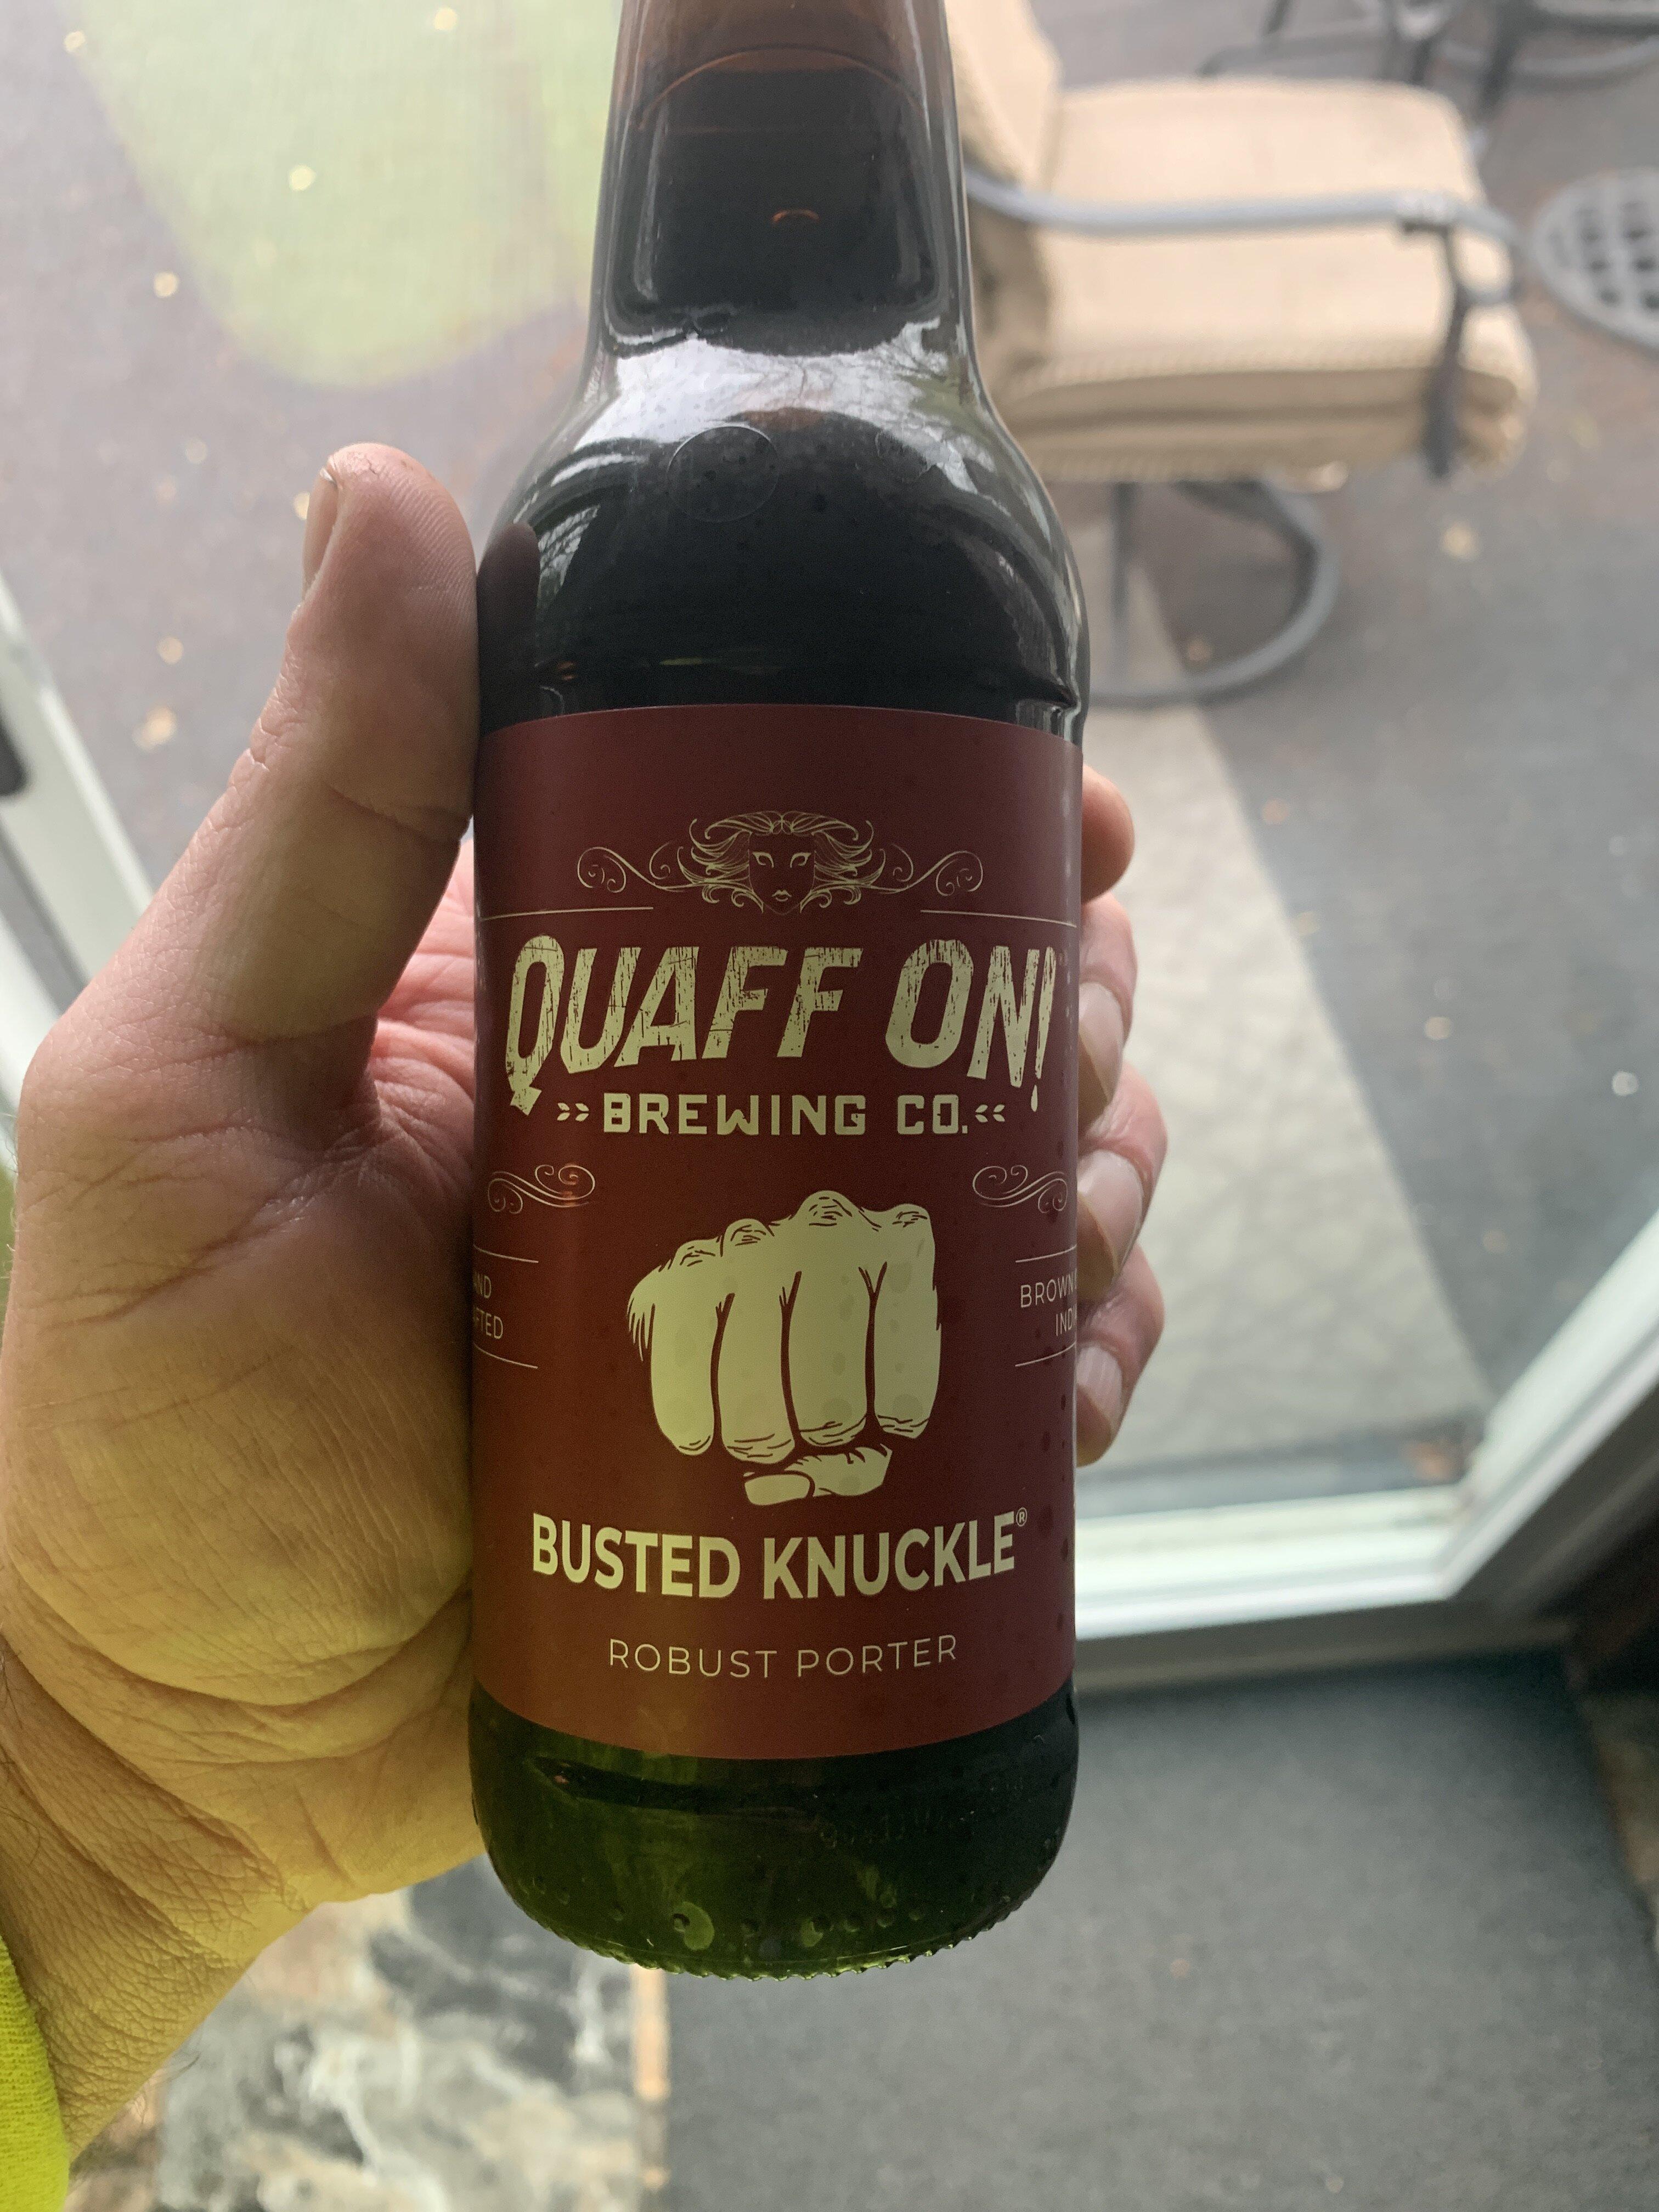 QUAFF ON!
BREWING CO.
BUSTED KNUCKLE®
ROBUST PORTER